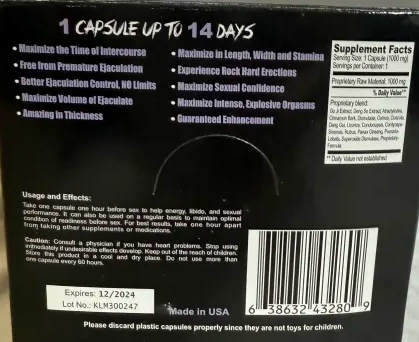 1 CAPSULE UP TO 14 DAYS
• Maximize the Time of Intercourse
• Free from Premature Ejaculation
• Better Ejaculation Control, NO Limits
• Maximize Volume of Ejaculate
• Amazing in Thickness
• Maximize in Length, Width and Stamina
• Experience Rock Hard Erections
• Maximize Sexual Confidence
• Maximize Intense, Explosive Orgasms
• Guaranteed Enhancement
Supplement Facts
Serving Size: 1 Capsule (1000 mg)
Servings per Container: 1
Proprietary Raw Material: 1000 mg
% Daily Value**
Proprietary blend:
** Daily Value not established
Usage and Effects:
Take one capsule one hour before sex to help energy, libido, and sexual
performance. It can also be used on a regular basis to maintain optimal
condition of readiness before sex. For best results, take one hour apart
from taking other supplements or medications.
Caution: Consult a physician if you have heart problems. Stop using
immediately if undesirable effects develop. Keep out of the reach of children.
Store this product in a cool and dry place. Do not use more than
one capsule every 60 hours.
Expires: 12/2024
Lot No.: KLM300247
Made in USA
6 38632 43280 9
Please discard plastic capsules properly since they are not toys for children.